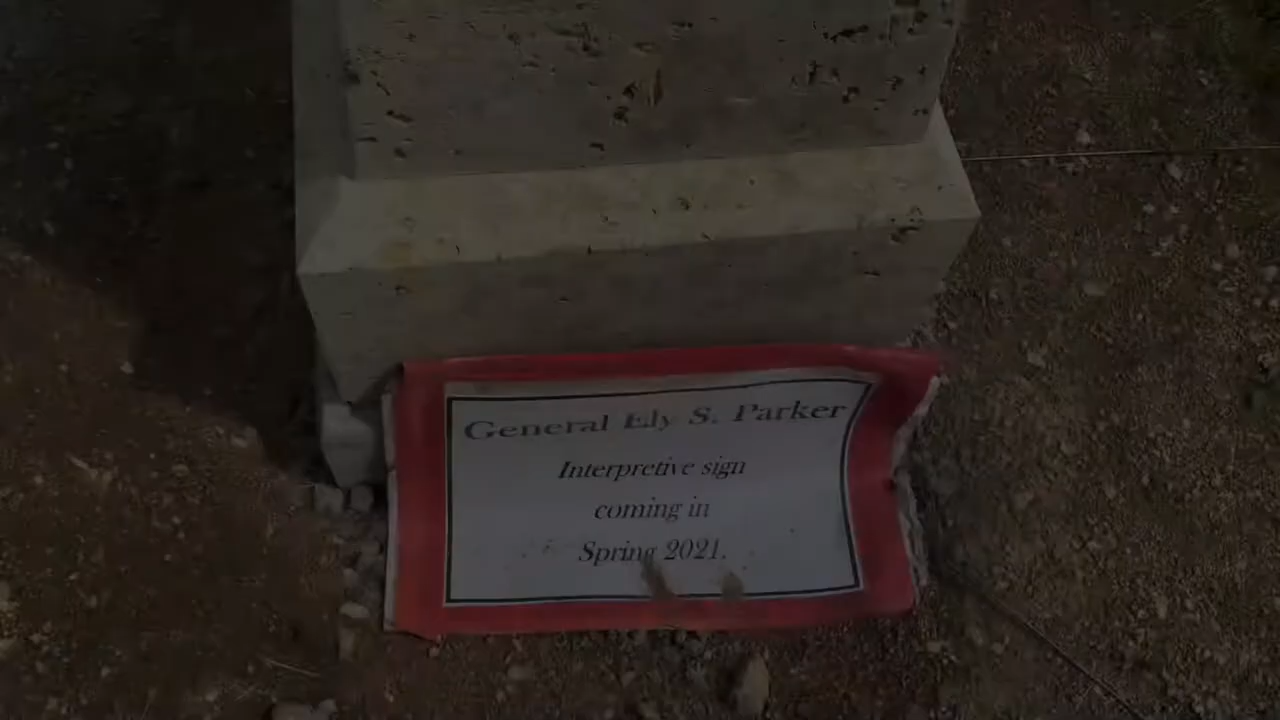 General Ely S. Parker
Interpretive sign
coming in
Spring 2021.